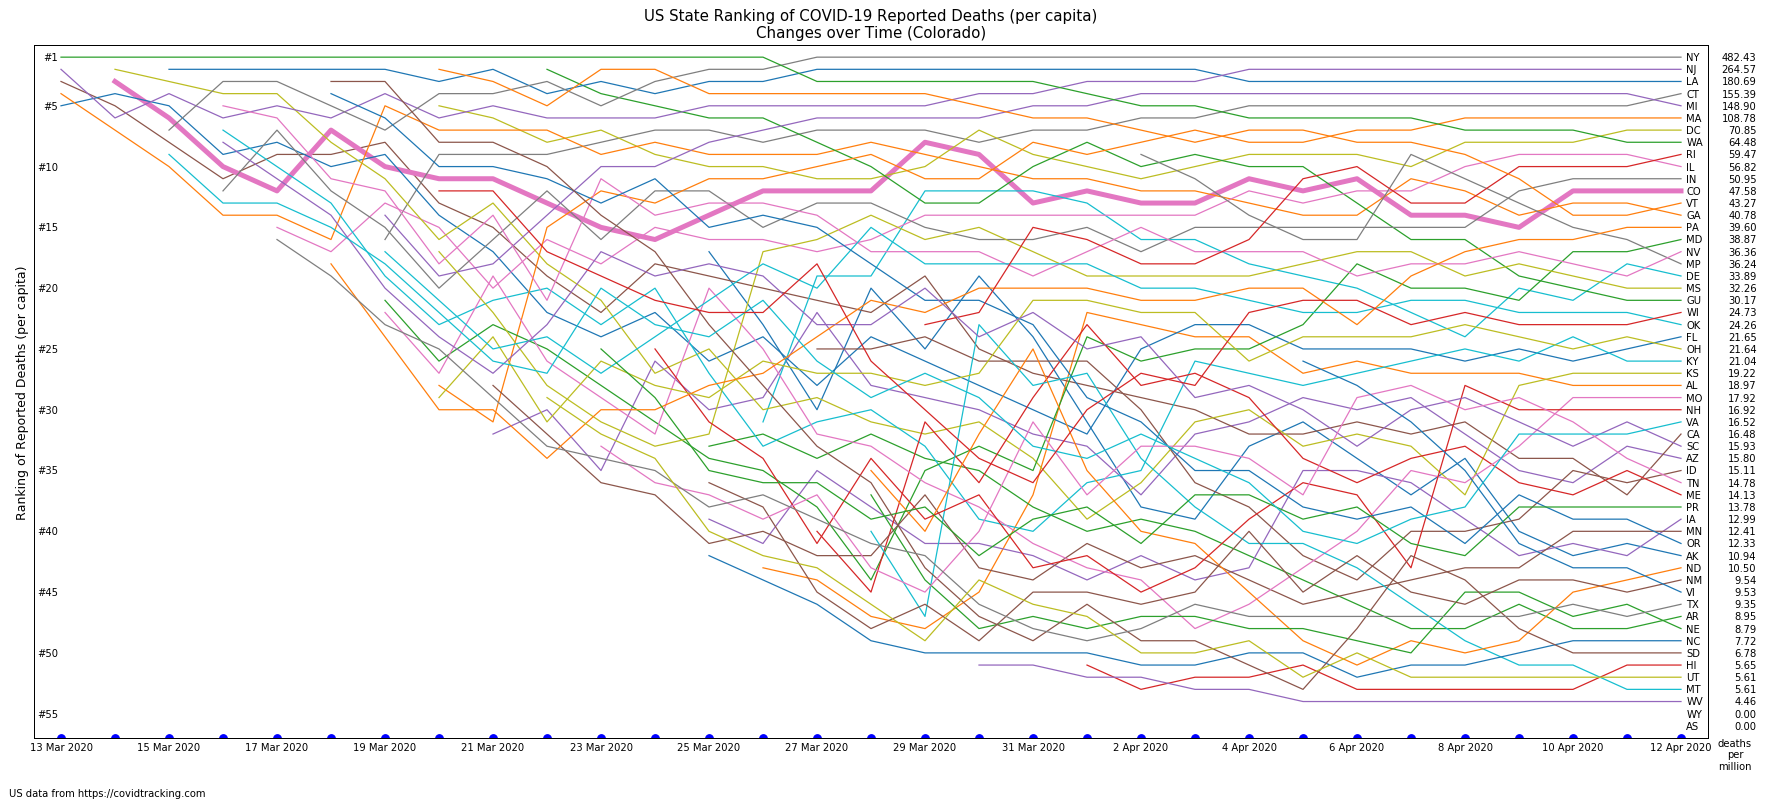 US State Ranking of COVID-19 Reported Deaths (per capita)
Changes over Time (Colorado)
Ranking of Reported Deaths (per capita)
#1
#5
#10
#15
#20
#25
#30
#35
#40
#45
#50
#55
NY 482.43
NJ 264.57
LA 180.69
CT 155.39
MI 148.90
MA 108.78
DC 70.85
WA 64.48
RI 59.47
IL 56.82
IN 50.95
CO 47.58
VT 43.27
GA 40.78
PA 39.60
MD 38.87
NV 36.36
MP 36.24
DE 33.89
MS 32.26
GU 30.17
WI 24.73
OK 24.26
FL 21.65
OH 21.64
KY 21.04
KS 19.22
AL 18.97
MO 17.92
NH 16.92
VA 16.52
CA 16.48
SC 15.93
AZ 15.80
ID 15.11
TN 14.78
ME 14.13
PR 13.78
IA 12.99
MN 12.41
OR 12.33
AK 10.94
ND 10.50
NM 9.54
VI 9.53
TX 9.35
AR 8.95
NE 8.79
NC 7.72
SD 6.78
HI 5.65
UT 5.61
MT 5.61
WV 4.46
WY 0.00
AS 0.00
13 Mar 2020 15 Mar 2020 17 Mar 2020 19 Mar 2020 21 Mar 2020 23 Mar 2020 25 Mar 2020 27 Mar 2020 29 Mar 2020 31 Mar 2020 2 Apr 2020 4 Apr 2020 6 Apr 2020 8 Apr 2020 10 Apr 2020 12 Apr 2020
deaths
per
million
US data from https://covidtracking.com